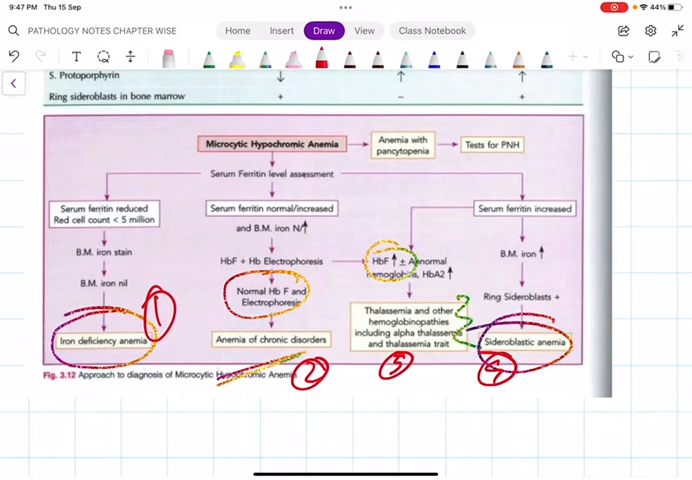 9:47 PM Thu 15 Sep
44%
PATHOLOGY NOTES CHAPTER WISE
Home Insert Draw View Class Notebook
S. Protoporphyrin ↓ ↑ ↑
Ring sideroblasts in bone marrow + – +
Microcytic Hypochromic Anemia
Anemia with
pancytopenia
Tests for PNH
Serum Ferritin level assessment
Serum ferritin reduced
Red cell count < 5 million
B.M. iron stain
B.M. iron nil
Iron deficiency anemia
1
Serum ferritin normal/increased
and B.M. iron N/↑
HbF + Hb Electrophoresis
Normal Hb F and
Electrophoresis
Anemia of chronic disorders
2
HbF ↑ ± Abnormal
hemoglobins, HbA2 ↑
Thalassemia and other
hemoglobinopathies
including alpha thalassemia
and thalassemia trait
3
Serum ferritin increased
B.M. iron ↑
Ring Sideroblasts +
Sideroblastic anemia
4
Fig. 3.12 Approach to diagnosis of Microcytic Hypochromic Anemia